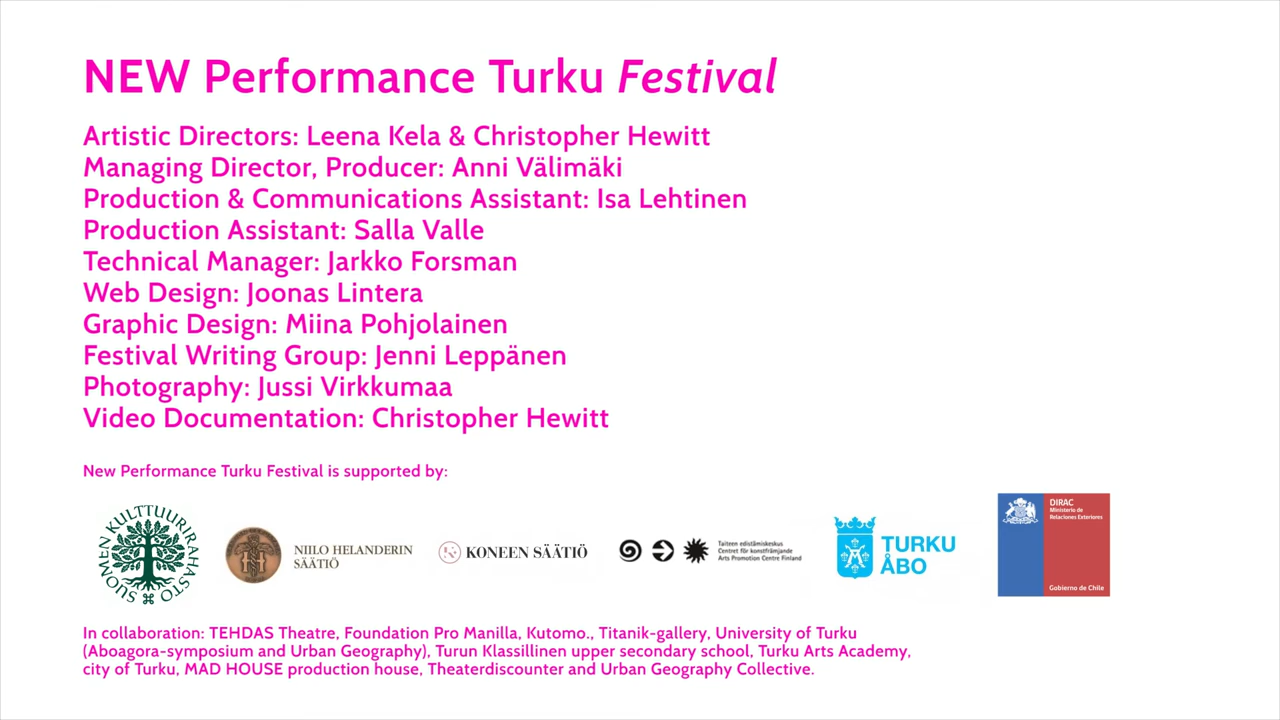 NEW Performance Turku Festival
Artistic Directors: Leena Kela & Christopher Hewitt
Managing Director, Producer: Anni Välimäki
Production & Communications Assistant: Isa Lehtinen
Production Assistant: Salla Valle
Technical Manager: Jarkko Forsman
Web Design: Joonas Lintera
Graphic Design: Miina Pohjolainen
Festival Writing Group: Jenni Leppänen
Photography: Jussi Virkkumaa
Video Documentation: Christopher Hewitt
New Performance Turku Festival is supported by:
SUOMEN KULTTUURIRAHASTO
NIILO HELANDERIN
SÄÄTIÖ
KONEEN SÄÄTIÖ
Taiteen edistämiskeskus
Centret för konstfrämjande
Arts Promotion Centre Finland
TURKU
ÅBO
DIRAC
Ministerio de
Relaciones Exteriores
Gobierno de Chile
In collaboration: TEHDAS Theatre, Foundation Pro Manilla, Kutomo., Titanik-gallery, University of Turku
(Aboagora-symposium and Urban Geography), Turun Klassillinen upper secondary school, Turku Arts Academy,
city of Turku, MAD HOUSE production house, Theaterdiscounter and Urban Geography Collective.